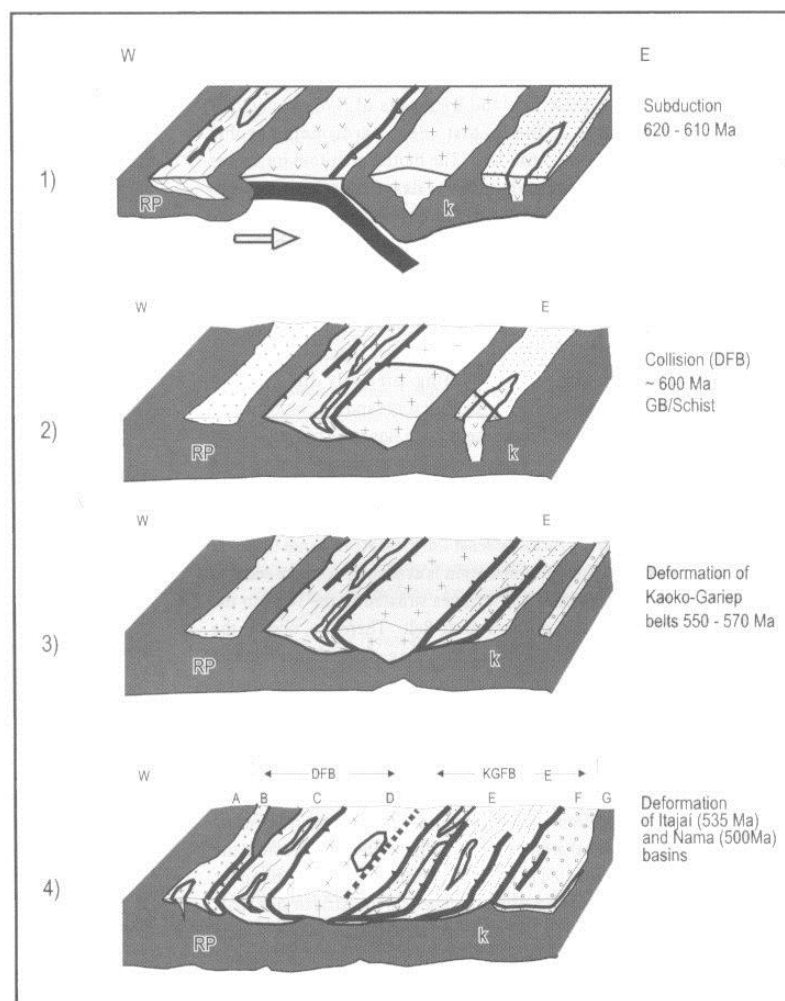 W E
Subduction
620 - 610 Ma
1)
RP k
W E
Collision (DFB)
~ 600 Ma
GB/Schist
2)
RP k
W E
Deformation of
Kaoko-Gariep
belts 550 - 570 Ma
3)
RP k
W DFB KGFB E
A B C D E F G
Deformation
of Itajaí (535 Ma)
and Nama (500Ma)
basins
4)
RP k